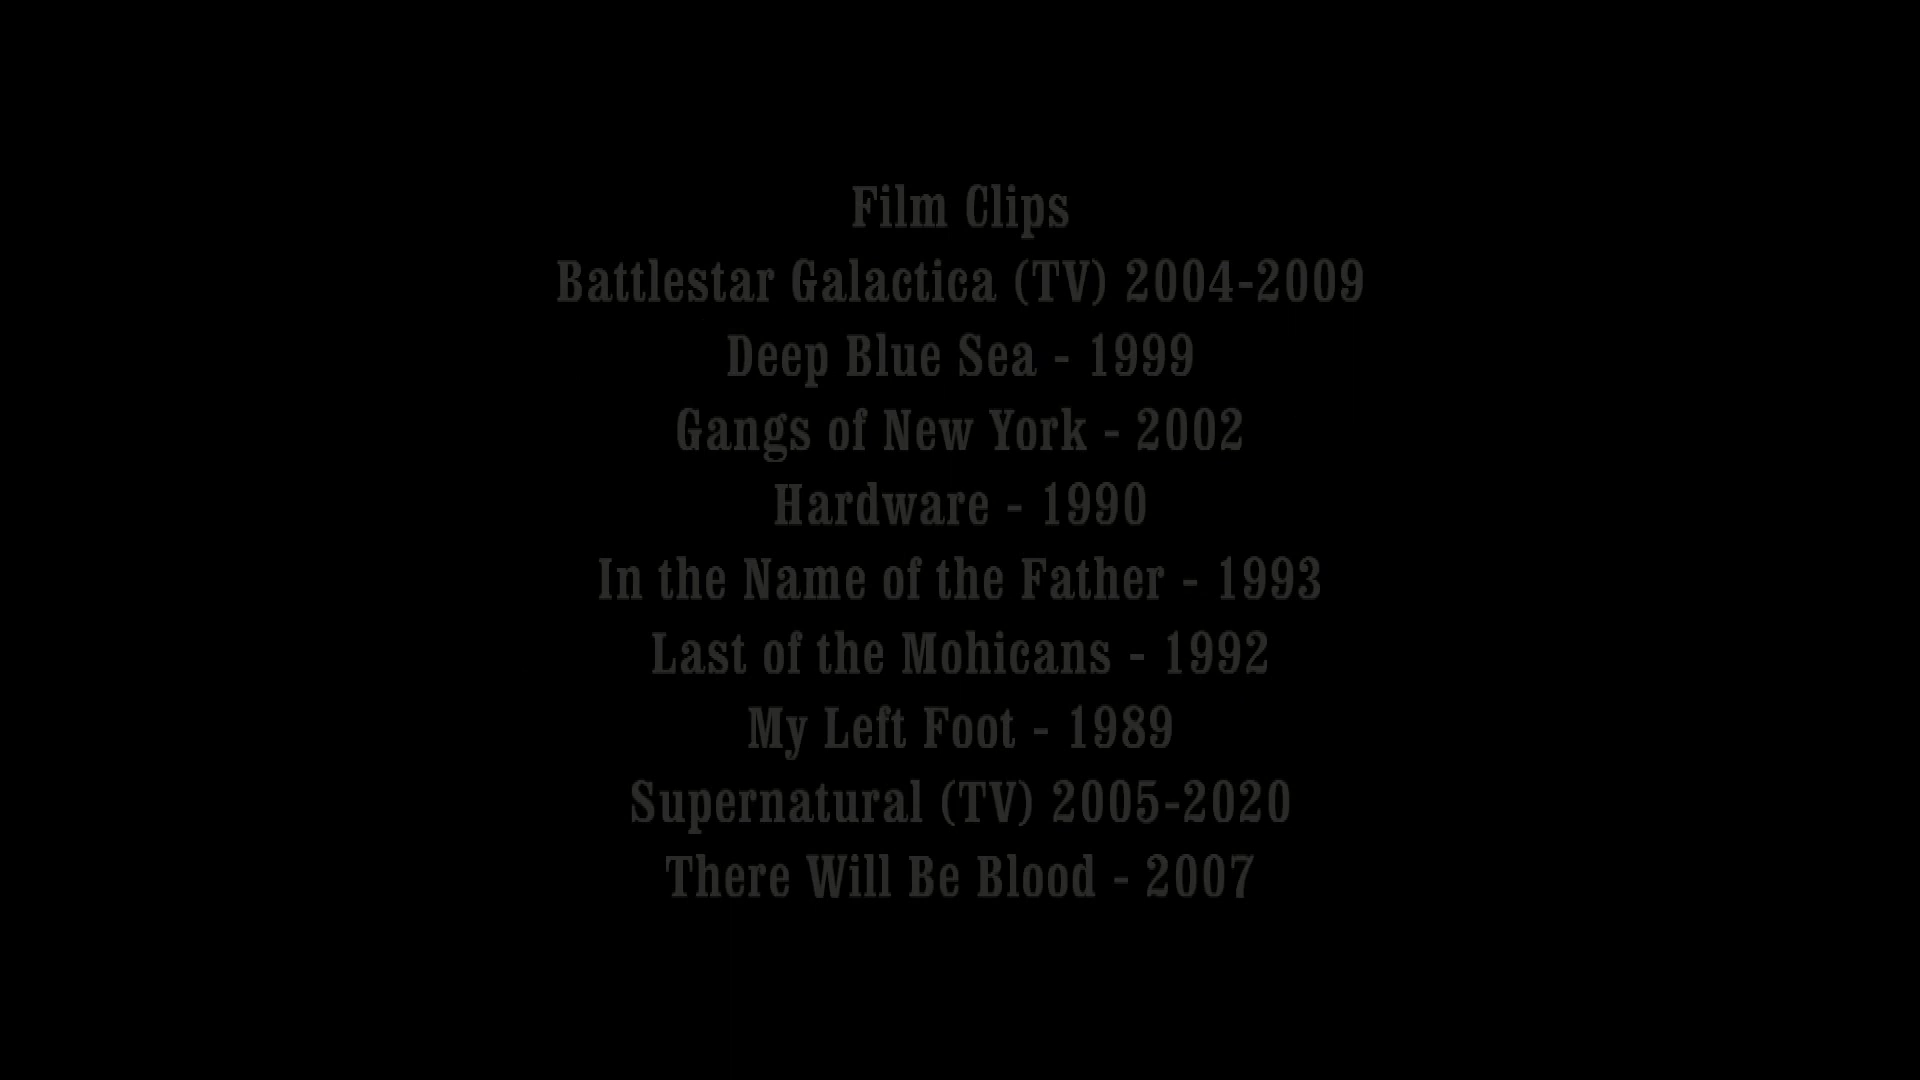 Film Clips
Battlestar Galactica (TV) 2004-2009
Deep Blue Sea - 1999
Gangs of New York - 2002
Hardware - 1990
In the Name of the Father - 1993
Last of the Mohicans - 1992
My Left Foot - 1989
Supernatural (TV) 2005-2020
There Will Be Blood - 2007